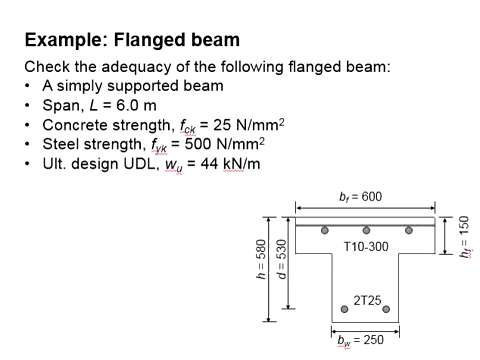 Example: Flanged beam
Check the adequacy of the following flanged beam:
• A simply supported beam
• Span, L = 6.0 m
• Concrete strength, fck = 25 N/mm2
• Steel strength, fyk = 500 N/mm2
• Ult. design UDL, wu = 44 kN/m
bf = 600
h = 580
d = 530
T10-300
hf = 150
2T25
bw = 250